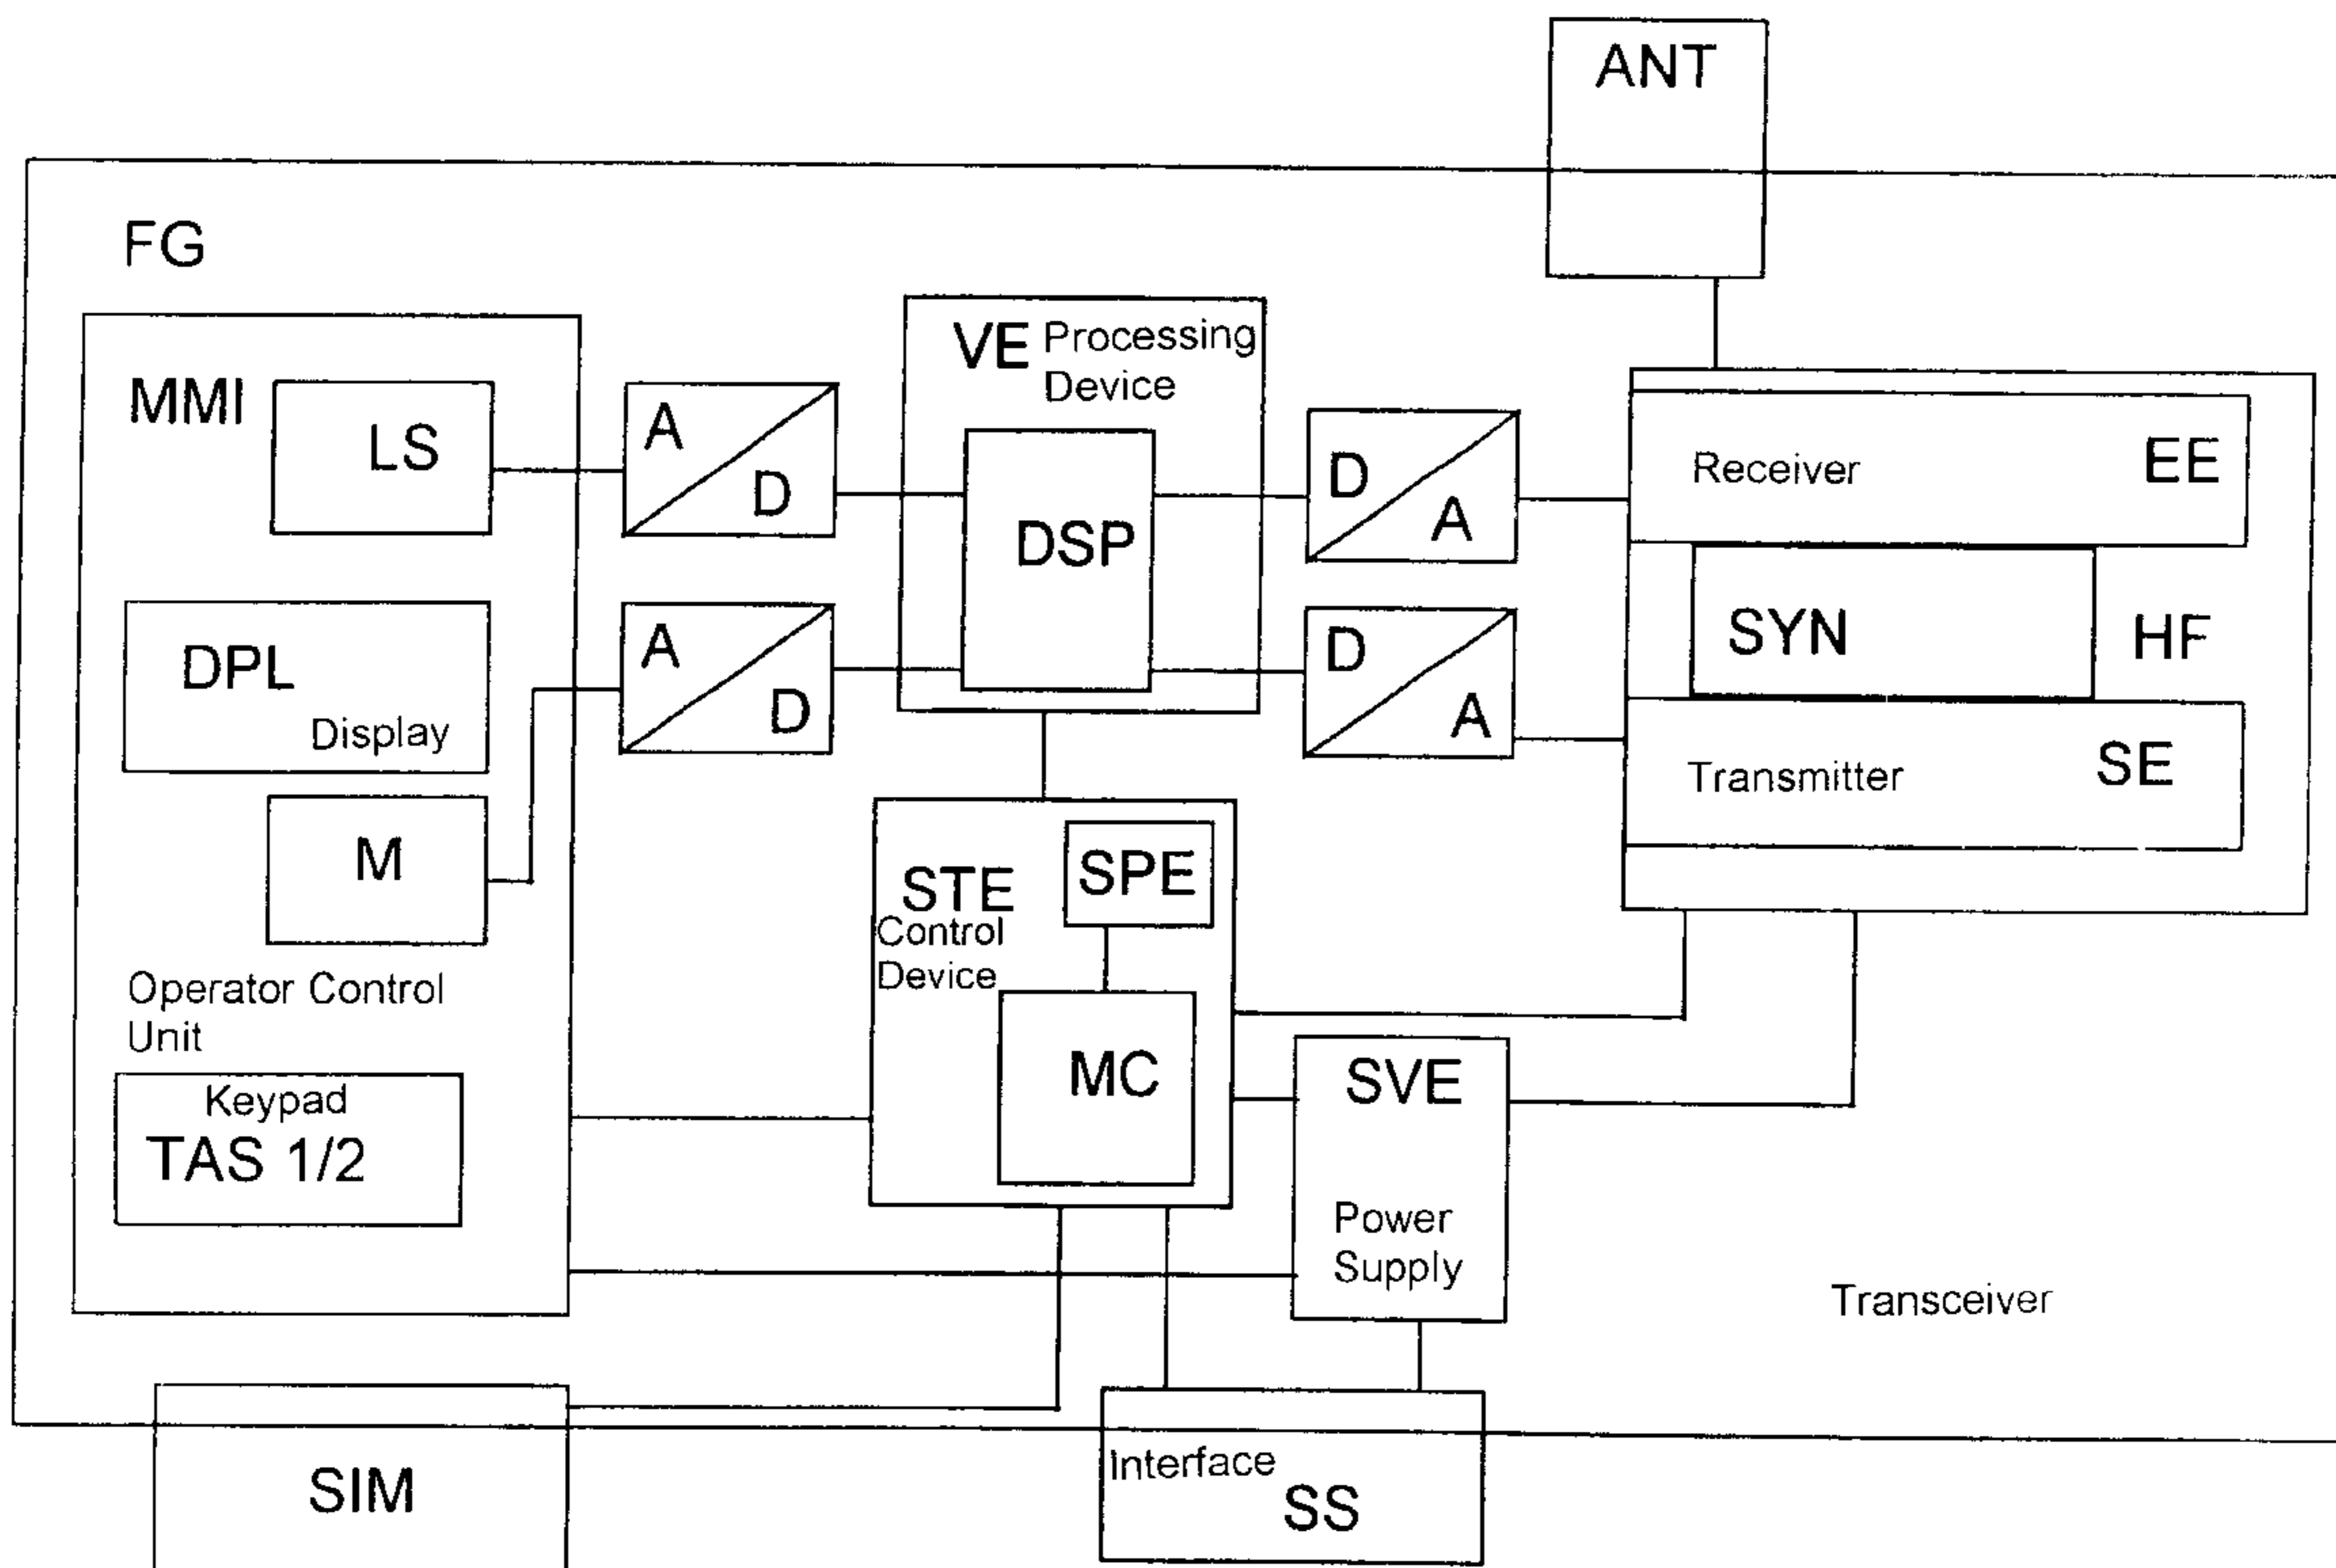 ANT
FG
MMI
LS
A
D
VE Processing
Device
DSP
D
A
Receiver EE
SYN
HF
DPL
Display
A
D
D
A
Transmitter SE
M
STE
Control
Device
SPE
MC
Operator Control
Unit
Keypad
TAS 1/2
SVE
Power
Supply
Transceiver
SIM
Interface
SS